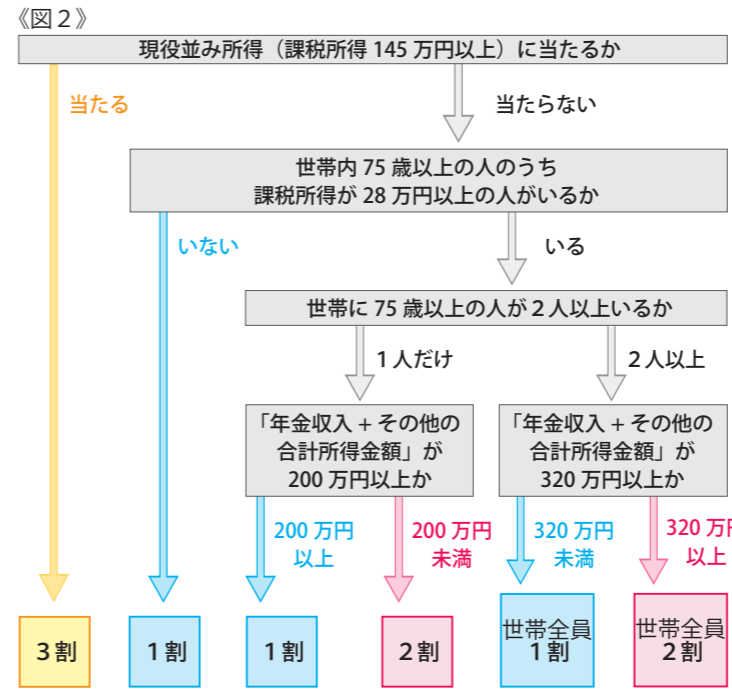 《図２》
現役並み所得（課税所得 145 万円以上）に当たるか
当たる
当たらない
世帯内 75 歳以上の人のうち
課税所得が 28 万円以上の人がいるか
いない
いる
世帯に 75 歳以上の人が２人以上いるか
１人だけ
２人以上
「年金収入 + その他の
合計所得金額」が
200 万円以上か
「年金収入 + その他の
合計所得金額」が
320 万円以上か
200 万円
以上
200 万円
未満
320 万円
未満
320 万円
以上
３割
１割
１割
２割
世帯全員
１割
世帯全員
２割